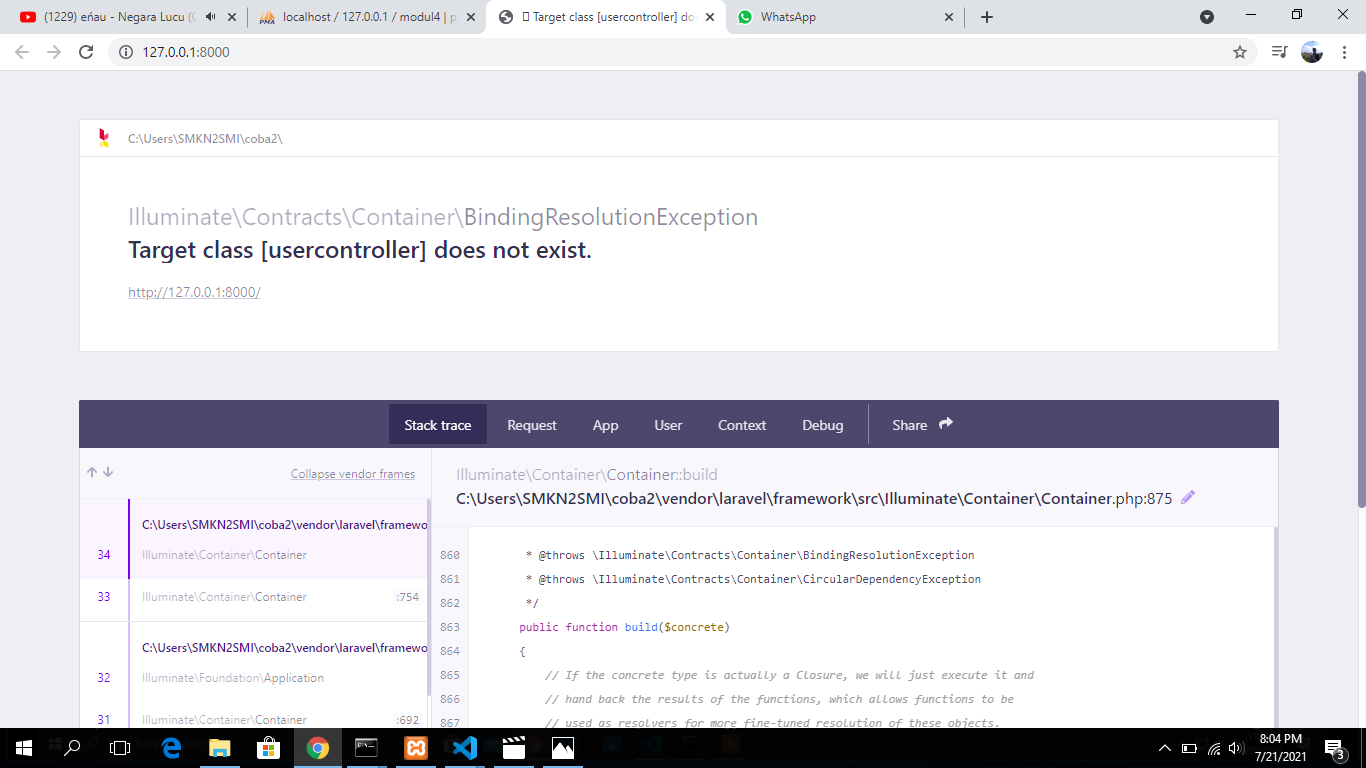 (1229) eńau - Negara Lucu (
localhost / 127.0.0.1 / modul4 | p
Target class [usercontroller] do
WhatsApp
127.0.0.1:8000
C:\Users\SMKN2SMI\coba2\
Illuminate\Contracts\Container\BindingResolutionException
Target class [usercontroller] does not exist.
http://127.0.0.1:8000/
Stack trace
Request
App
User
Context
Debug
Share
Collapse vendor frames
Illuminate\Container\Container::build
C:\Users\SMKN2SMI\coba2\vendor\laravel\framework\src\Illuminate\Container\Container.php:875
C:\Users\SMKN2SMI\coba2\vendor\laravel\framewo
34 Illuminate\Container\Container
33 Illuminate\Container\Container :754
C:\Users\SMKN2SMI\coba2\vendor\laravel\framewo
32 Illuminate\Foundation\Application
31 Illuminate\Container\Container :692
860 * @throws \Illuminate\Contracts\Container\BindingResolutionException
861 * @throws \Illuminate\Contracts\Container\CircularDependencyException
862 */
863 public function build($concrete)
864 {
865 // If the concrete type is actually a Closure, we will just execute it and
866 // hand back the results of the functions, which allows functions to be
867 // used as resolvers for more fine-tuned resolution of these objects.
8:04 PM
7/21/2021
3